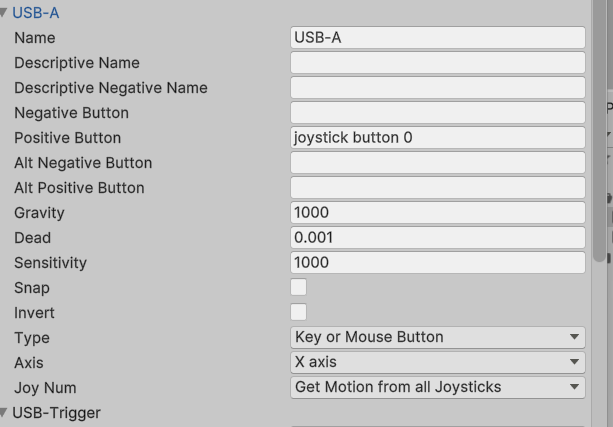 USB-A
Name USB-A
Descriptive Name
Descriptive Negative Name
Negative Button
Positive Button joystick button 0
Alt Negative Button
Alt Positive Button
Gravity 1000
Dead 0.001
Sensitivity 1000
Snap
Invert
Type Key or Mouse Button
Axis X axis
Joy Num Get Motion from all Joysticks
USB-Trigger